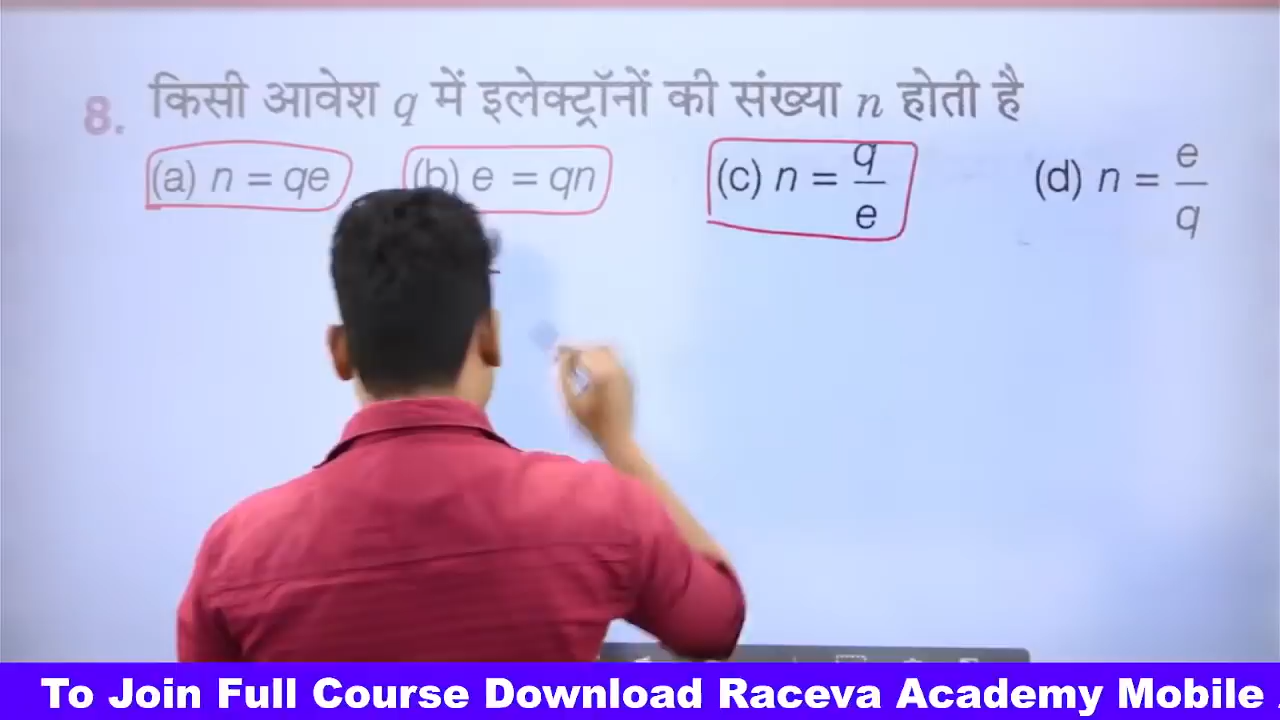 8. किसी आवेश q में इलेक्ट्रॉनों की संख्या n होती है
(a) n = qe (b) e = qn (c) n = q/e (d) n = e/q
To Join Full Course Download Raceva Academy Mobile